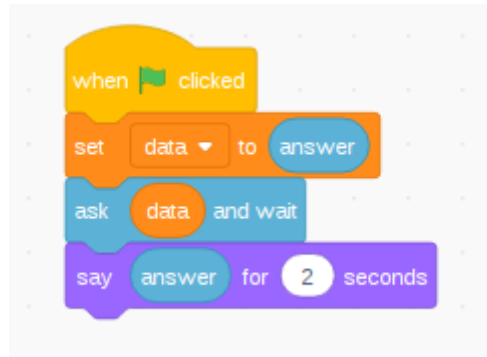 when clicked
set data to answer
ask data and wait
say answer for 2 seconds